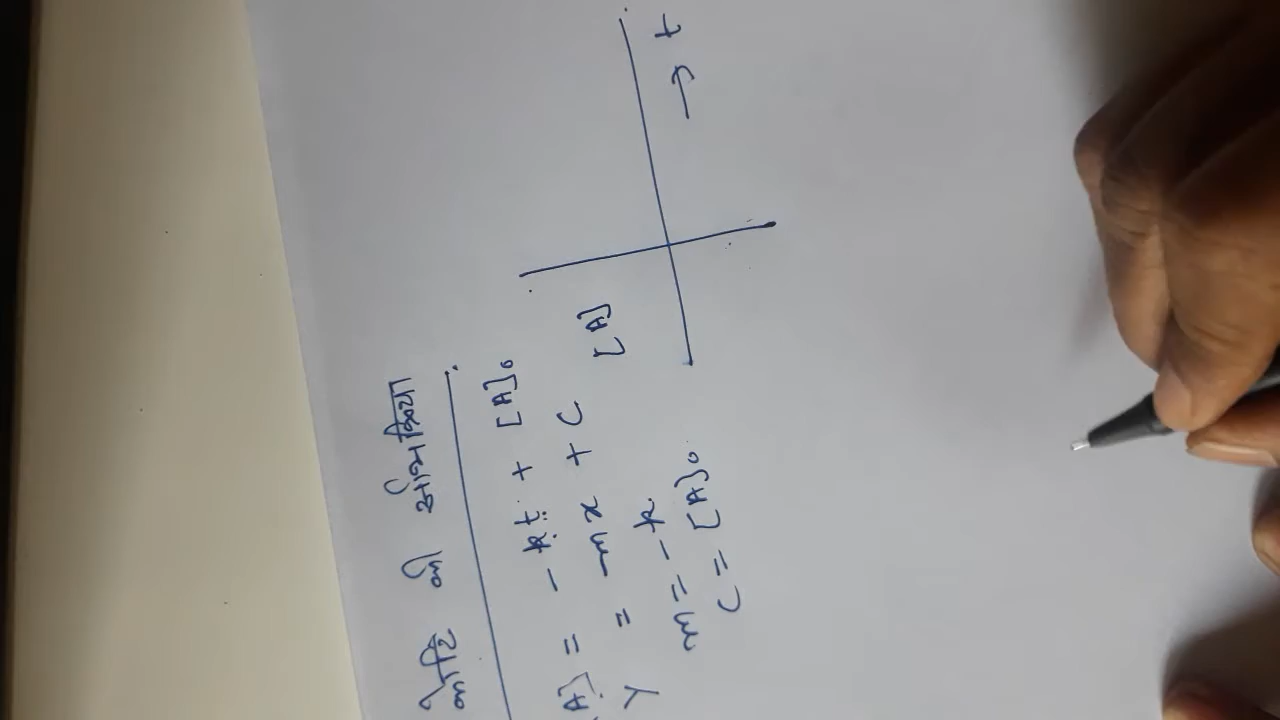 कोटि की अभिक्रिया
[A] = - kt + [A]₀
Y = - mx + C
m = - k
C = [A]₀
[A]
→ t